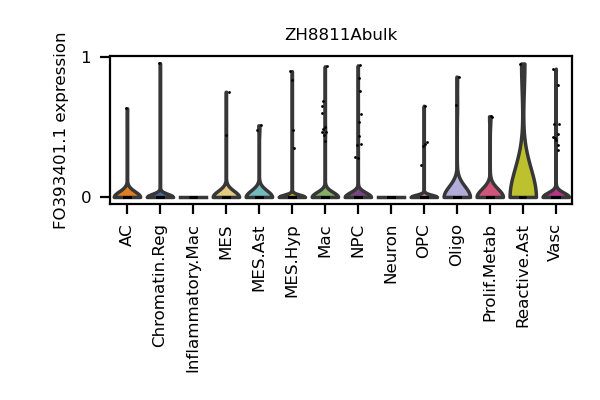 ZH8811Abulk
FO393401.1 expression
1
0
AC
Chromatin.Reg
Inflammatory.Mac
MES
MES.Ast
MES.Hyp
Mac
NPC
Neuron
OPC
Oligo
Prolif.Metab
Reactive.Ast
Vasc